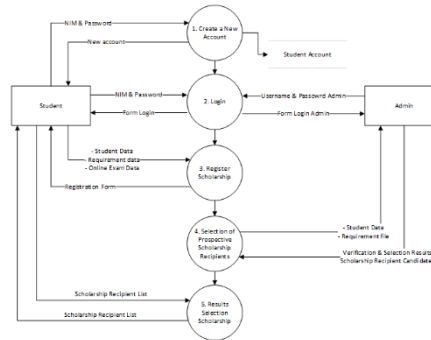 NIM & Password
1. Create a New
Account
New account
Student Account
NIM & Password
Username & Passowrd Admin
Student
2. Login
Admin
Form Login
Form Login Admin
- Student Data
- Requirement data
- Online Exam Data
3. Register
Scholarship
Registration Form
4. Selection of
Prospective
Scholarship
Recipients
- Student Data
- Requirement file
Verification & Selection Results
Scholarship Recipient Candidate
Scholarship Recipient List
5. Results
Selection
Scholarship
Scholarship Recipient List